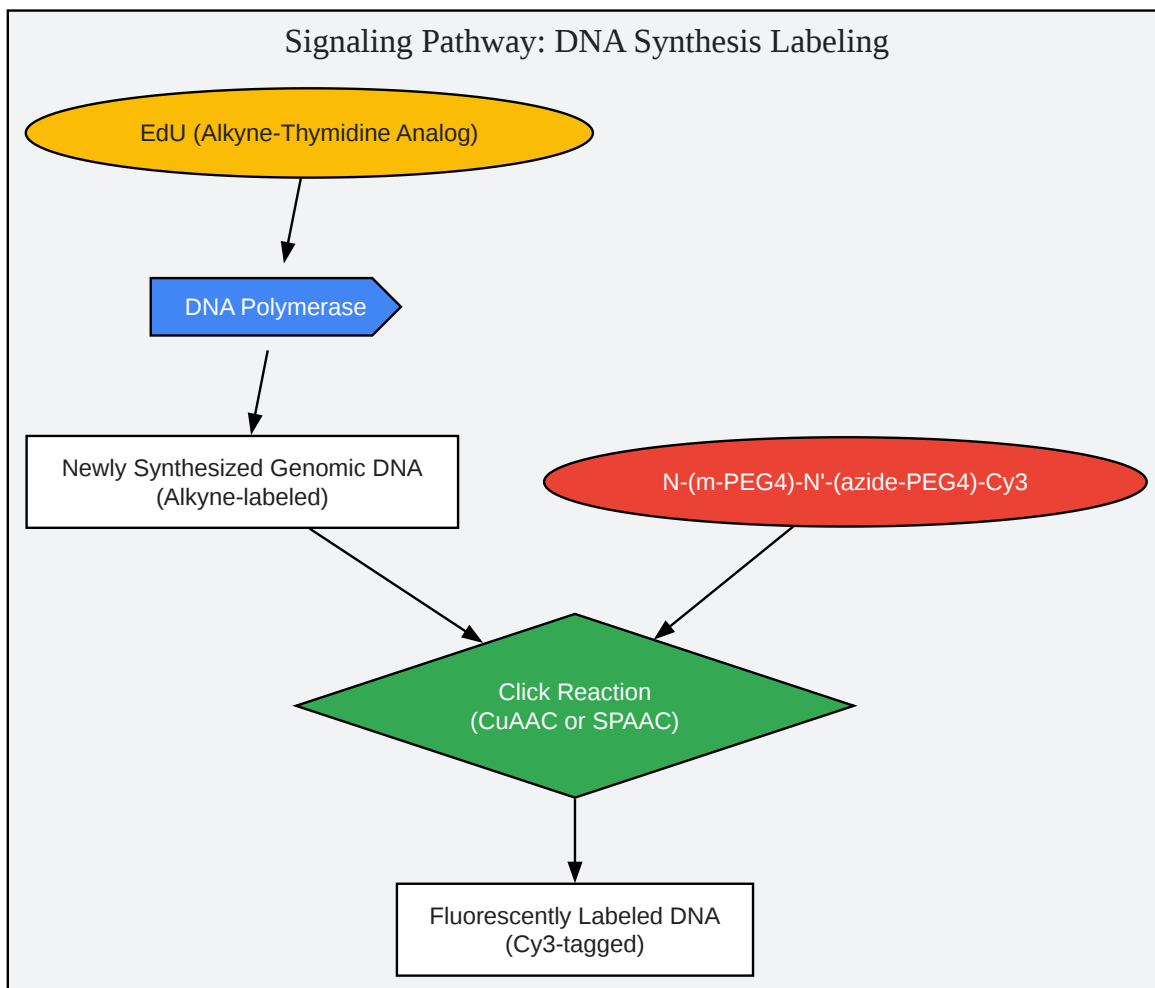 Signaling Pathway: DNA Synthesis Labeling
EdU (Alkyne-Thymidine Analog)
DNA Polymerase
Newly Synthesized Genomic DNA
(Alkyne-labeled)
N-(m-PEG4)-N'-(azide-PEG4)-Cy3
Click Reaction
(CuAAC or SPAAC)
Fluorescently Labeled DNA
(Cy3-tagged)